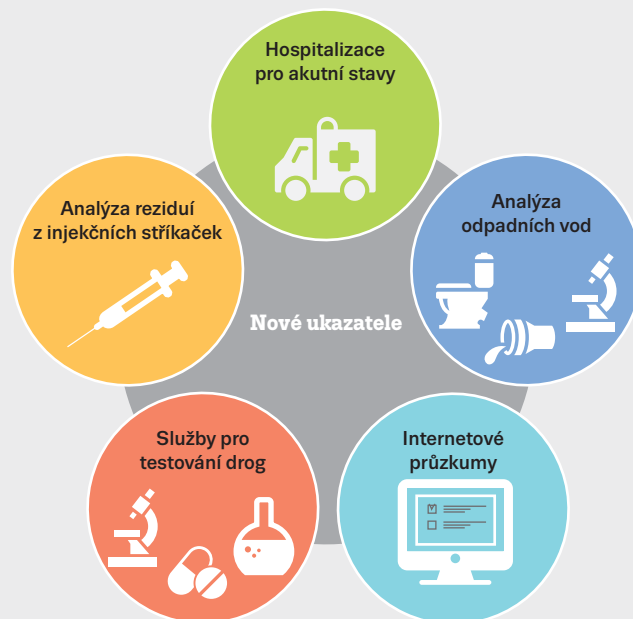 Hospitalizace
pro akutní stavy
Analýza reziduí
z injekčních stříkaček
Analýza
odpadních vod
Nové ukazatele
Služby pro
testování drog
Internetové
průzkumy